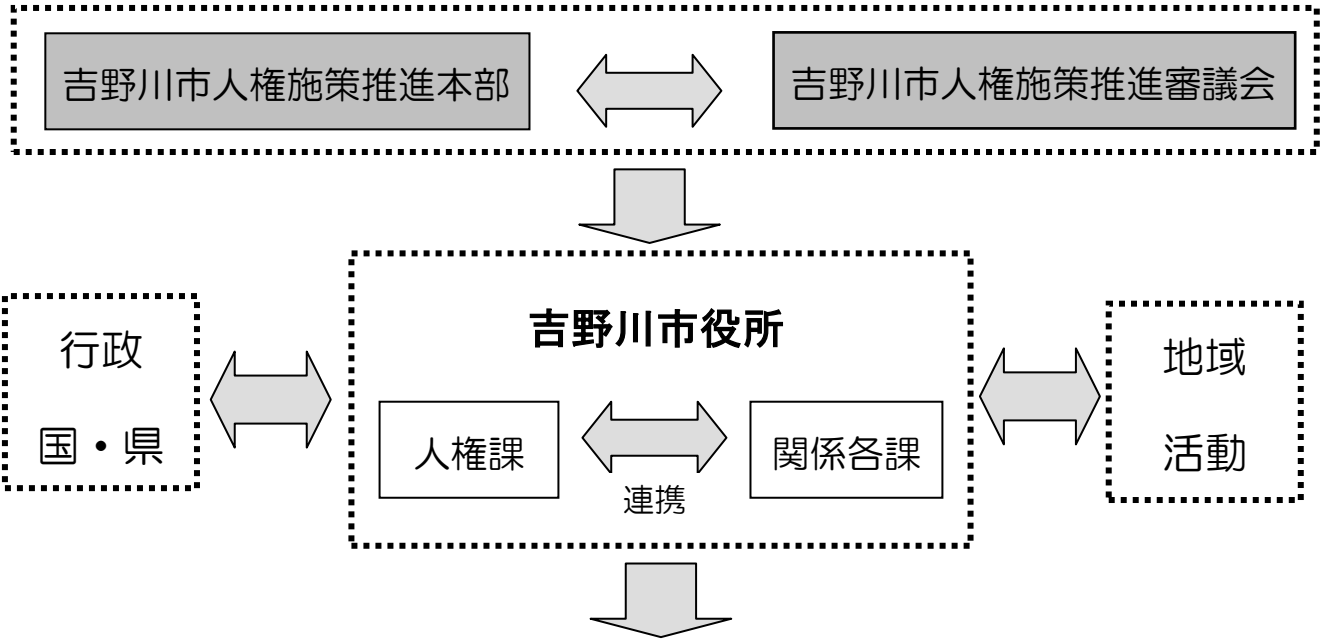 吉野川市人権施策推進本部
吉野川市人権施策推進審議会
吉野川市役所
行政
国・県
人権課
連携
関係各課
地域
活動